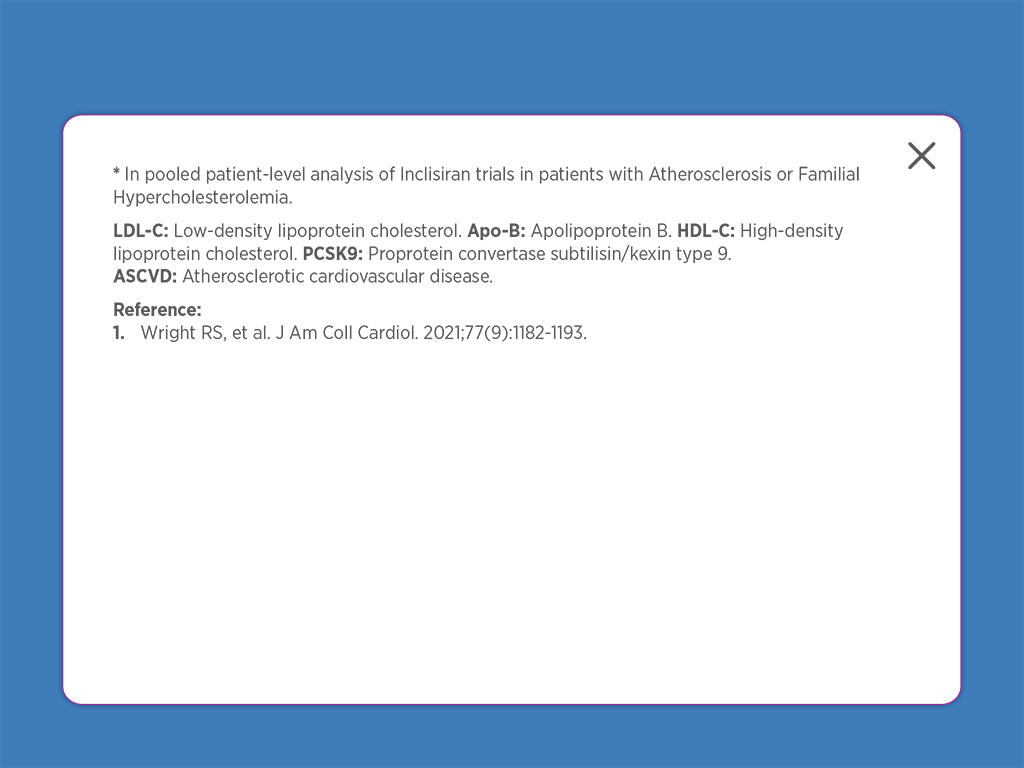 * In pooled patient-level analysis of Inclisiran trials in patients with Atherosclerosis or Familial
Hypercholesterolemia.
LDL-C: Low-density lipoprotein cholesterol. Apo-B: Apolipoprotein B. HDL-C: High-density
lipoprotein cholesterol. PCSK9: Proprotein convertase subtilisin/kexin type 9.
ASCVD: Atherosclerotic cardiovascular disease.
Reference:
1. Wright RS, et al. J Am Coll Cardiol. 2021;77(9):1182-1193.